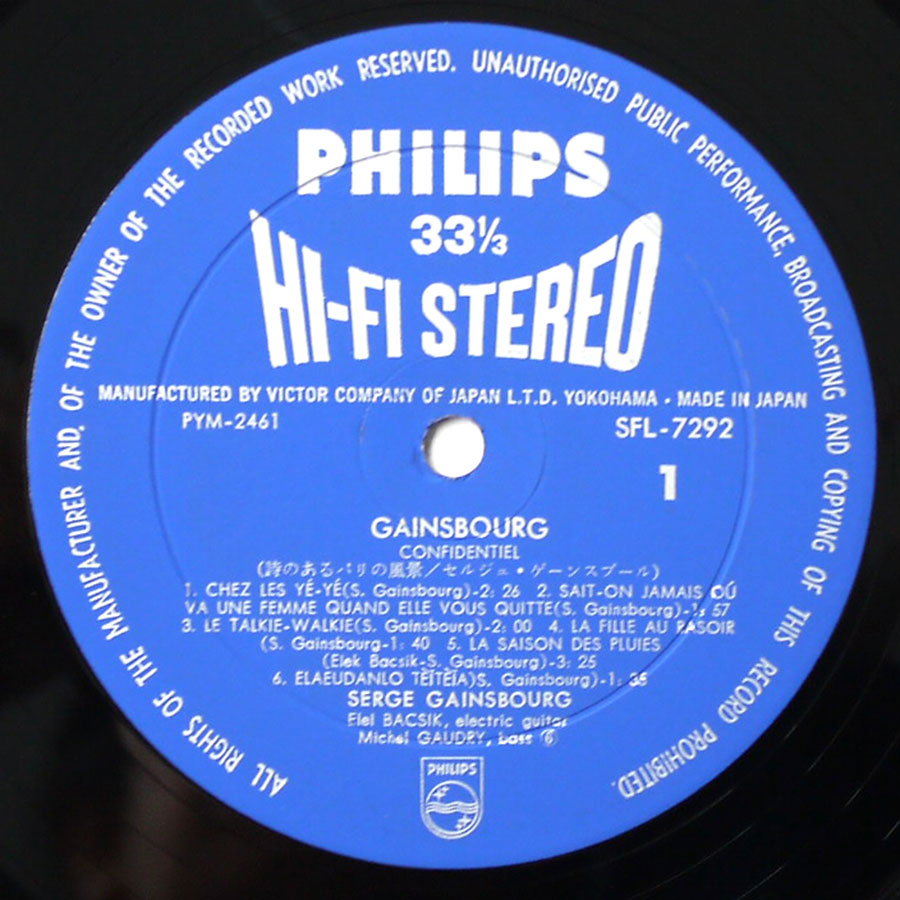 ALL RIGHTS OF THE MANUFACTURER AND, OF THE OWNER OF THE RECORDED WORK RESERVED. UNAUTHORISED PUBLIC PERFORMANCE, BROADCASTING AND COPYING OF THIS RECORD PROHIBITED.
PHILIPS
33⅓
HI-FI STEREO
MANUFACTURED BY VICTOR COMPANY OF JAPAN L.T.D. YOKOHAMA • MADE IN JAPAN
PYM-2461
SFL-7292
1
GAINSBOURG
CONFIDENTIEL
(詩のあるパリの風景/セルジュ・ゲーンスブール)
1. CHEZ LES YÉ-YÉ(S. Gainsbourg)-2: 26 2. SAIT-ON JAMAIS OÚ
VA UNE FEMME QUAND ELLE VOUS QUITTE(S. Gainsbourg)-1: 57
3. LE TALKIE-WALKIE(S. Gainsbourg)-2: 00 4. LA FILLE AU RASOIR
(S. Gainsbourg-1: 40 5. LA SAISON DES PLUIES
(Elek Bacsik-S. Gainsbourg)-3: 25
6. ELAEUDANLO TËÏTËÏA)S. Gainsbourg)-1: 35
SERGE GAINSBOURG
Elel BACSIK, electric guitar
Michel GAUDRY, bass ⑥
PHILIPS